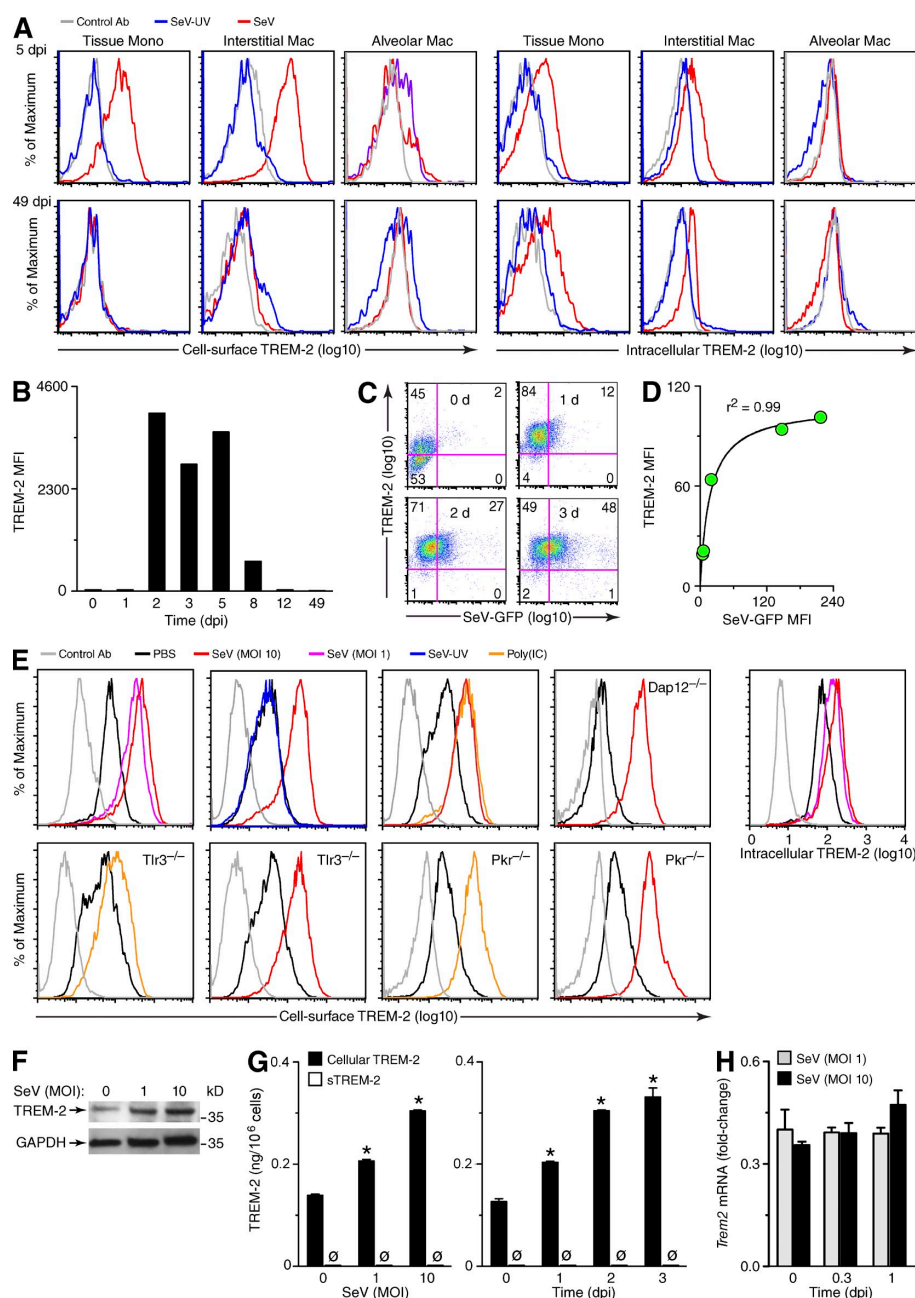 A
Control Ab SeV-UV SeV
5 dpi
Tissue Mono Interstitial Mac Alveolar Mac Tissue Mono Interstitial Mac Alveolar Mac
% of Maximum
49 dpi
% of Maximum
Cell-surface TREM-2 (log10) Intracellular TREM-2 (log10)
B
4600
2300
0
TREM-2 MFI
0 1 2 3 5 8 12 49
Time (dpi)
C
45 0 d 2
53 0
84 1 d 12
4 0
71 2 d 27
1 0
49 3 d 48
2 1
TREM-2 (log10)
SeV-GFP (log10)
D
r² = 0.99
120
60
0
TREM-2 MFI
0 120 240
SeV-GFP MFI
E
Control Ab PBS SeV (MOI 10) SeV (MOI 1) SeV-UV Poly(IC)
% of Maximum
Dap12–/–
0 1 2 3 4
Intracellular TREM-2 (log10)
% of Maximum
Tlr3–/– Tlr3–/– Pkr–/– Pkr–/–
Cell-surface TREM-2 (log10)
F
SeV (MOI): 0 1 10 kD
TREM-2 -35
GAPDH -35
G
Cellular TREM-2
sTREM-2
TREM-2 (ng/10⁶ cells)
0.4
0.2
0
* *
ø ø ø
0 1 10
SeV (MOI)
0.4
0.2
0
* * *
ø ø ø ø
0 1 2 3
Time (dpi)
H
SeV (MOI 1)
SeV (MOI 10)
Trem2 mRNA (fold-change)
0.6
0.3
0
0 0.3 1
Time (dpi)